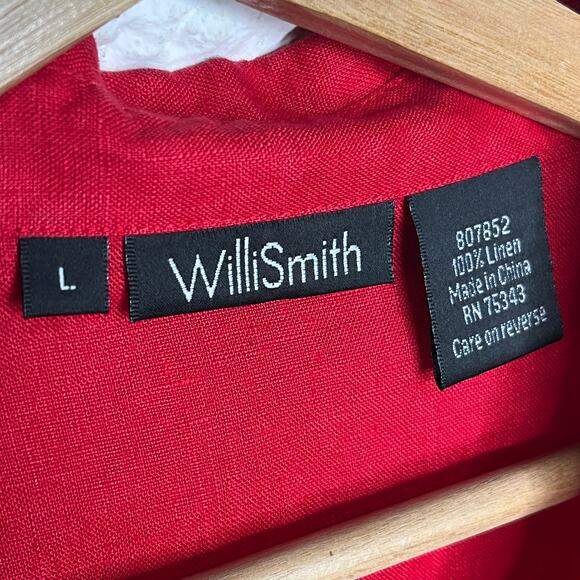 L
WilliSmith
807852
100% Linen
Made in China
RN 75343
Care on reverse